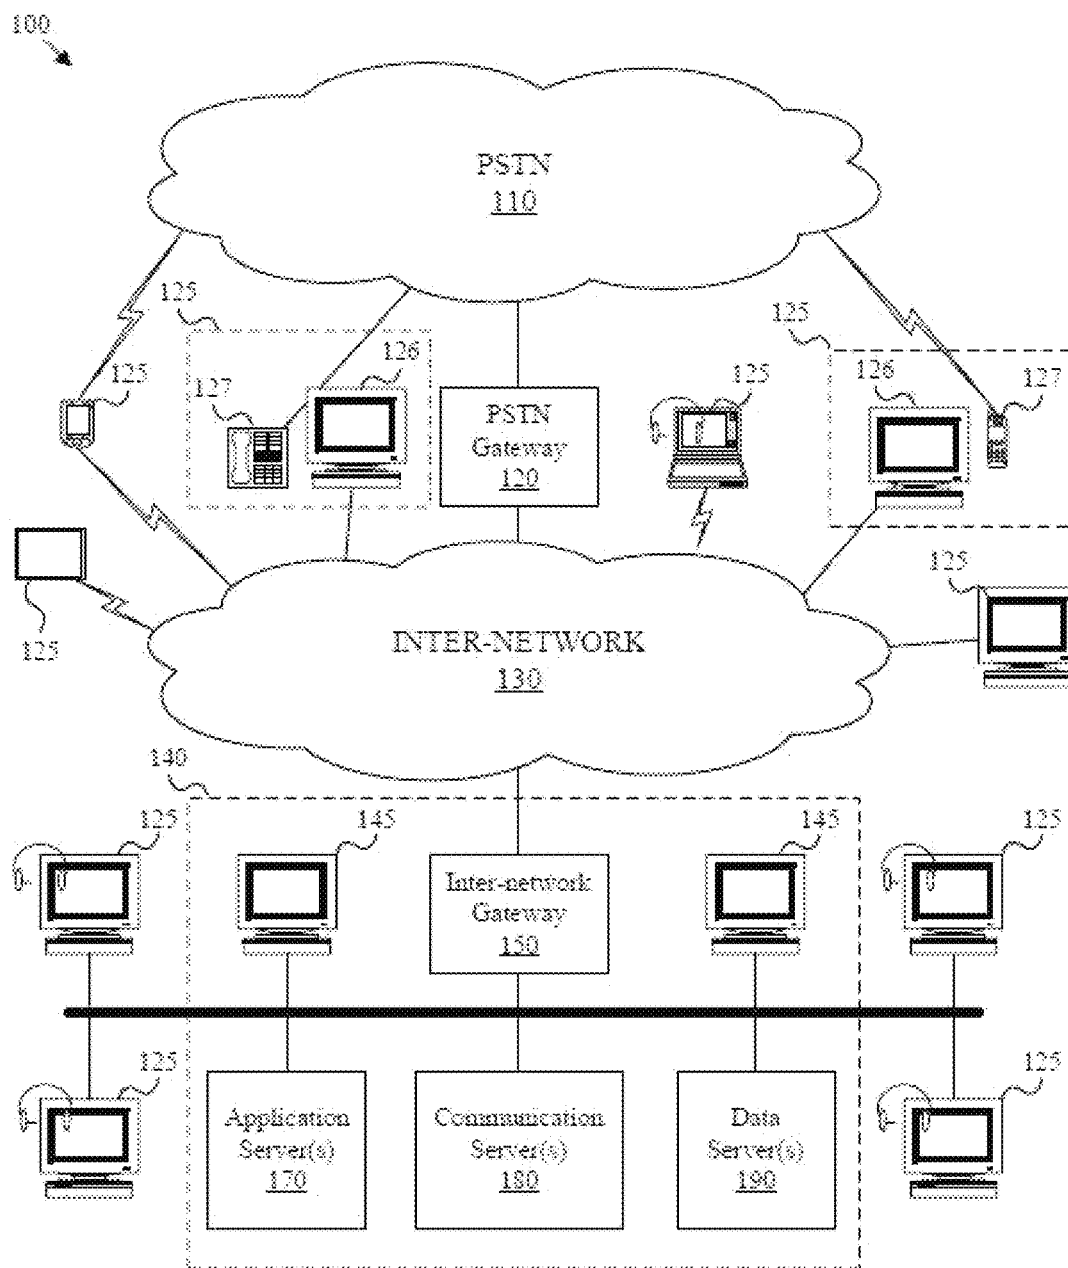 100
PSTN
110
125
125
126
125
127
125
126
127
PSTN
Gateway
120
125
125
INTER-NETWORK
130
140
125
145
145
125
Inter-network
Gateway
150
125
125
Application
Server(s)
170
Communication
Server(s)
180
Data
Server(s)
190